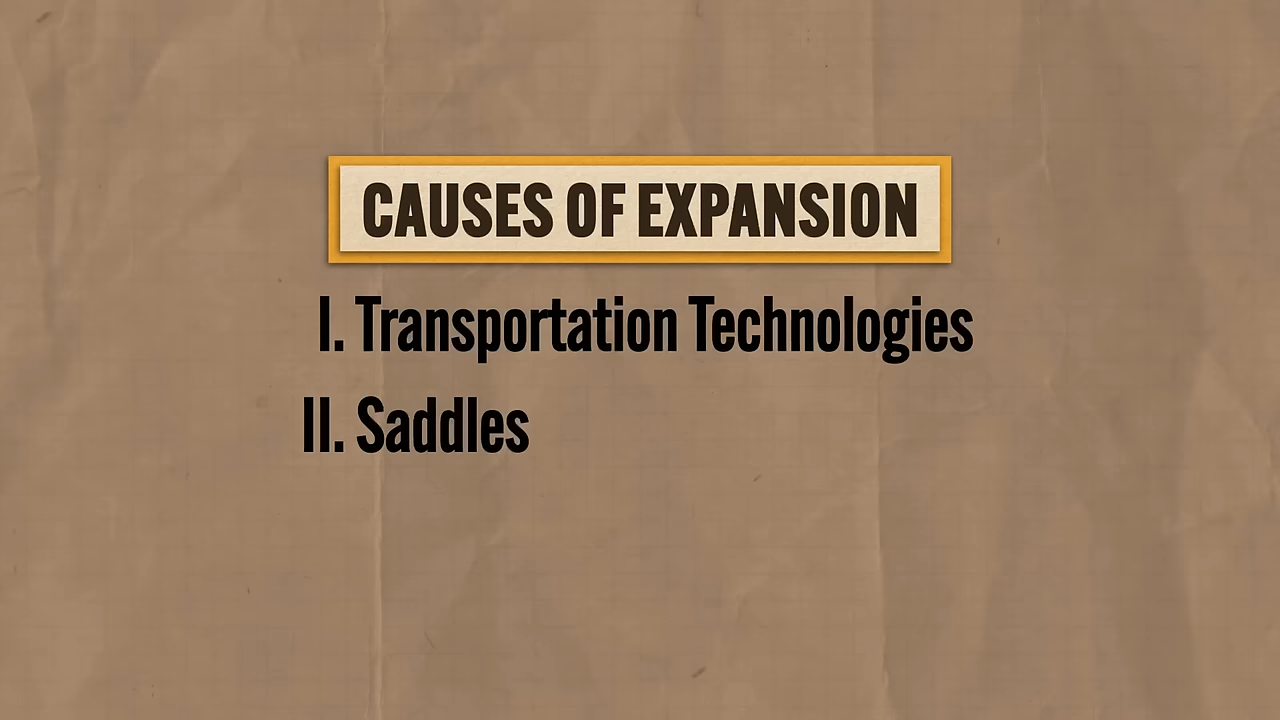 CAUSES OF EXPANSION
I. Transportation Technologies
II. Saddles